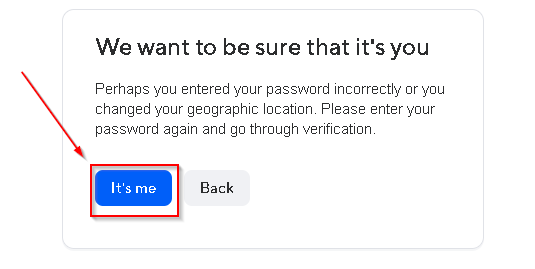 We want to be sure that it's you
Perhaps you entered your password incorrectly or you
changed your geographic location. Please enter your
password again and go through verification.
It's me
Back